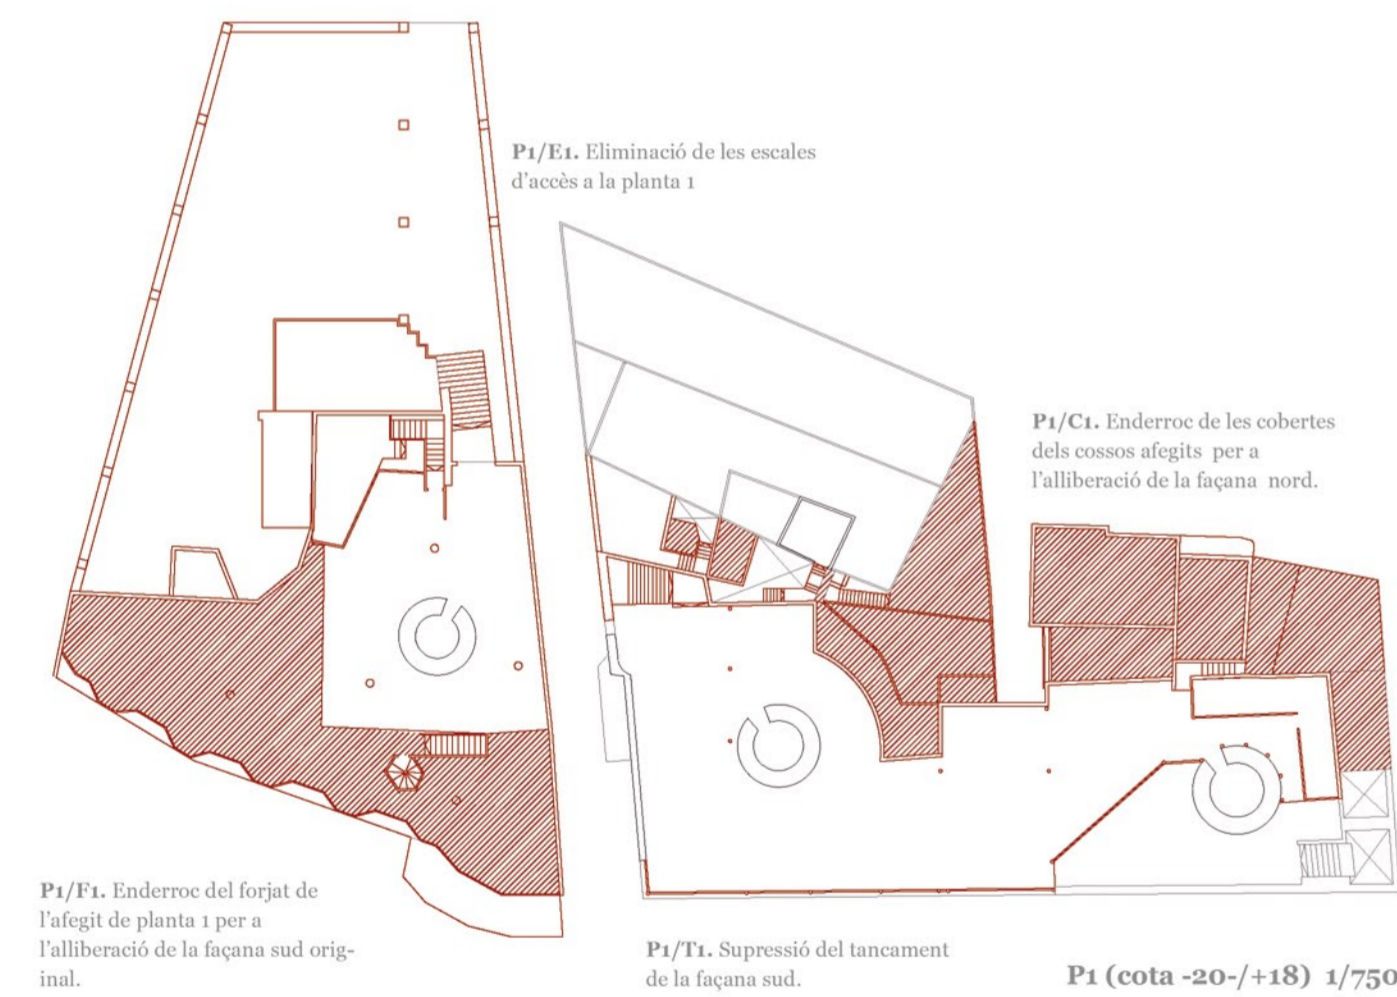 P1/E1. Eliminació de les escales
d'accès a la planta 1
P1/C1. Enderroc de les cobertes
dels cossos afegits per a
l'alliberació de la façana nord.
P1/F1. Enderroc del forjat de
l'afegit de planta 1 per a
l'alliberació de la façana sud orig-
inal.
P1/T1. Supressió del tancament
de la façana sud.
P1 (cota -20-/+18) 1/750